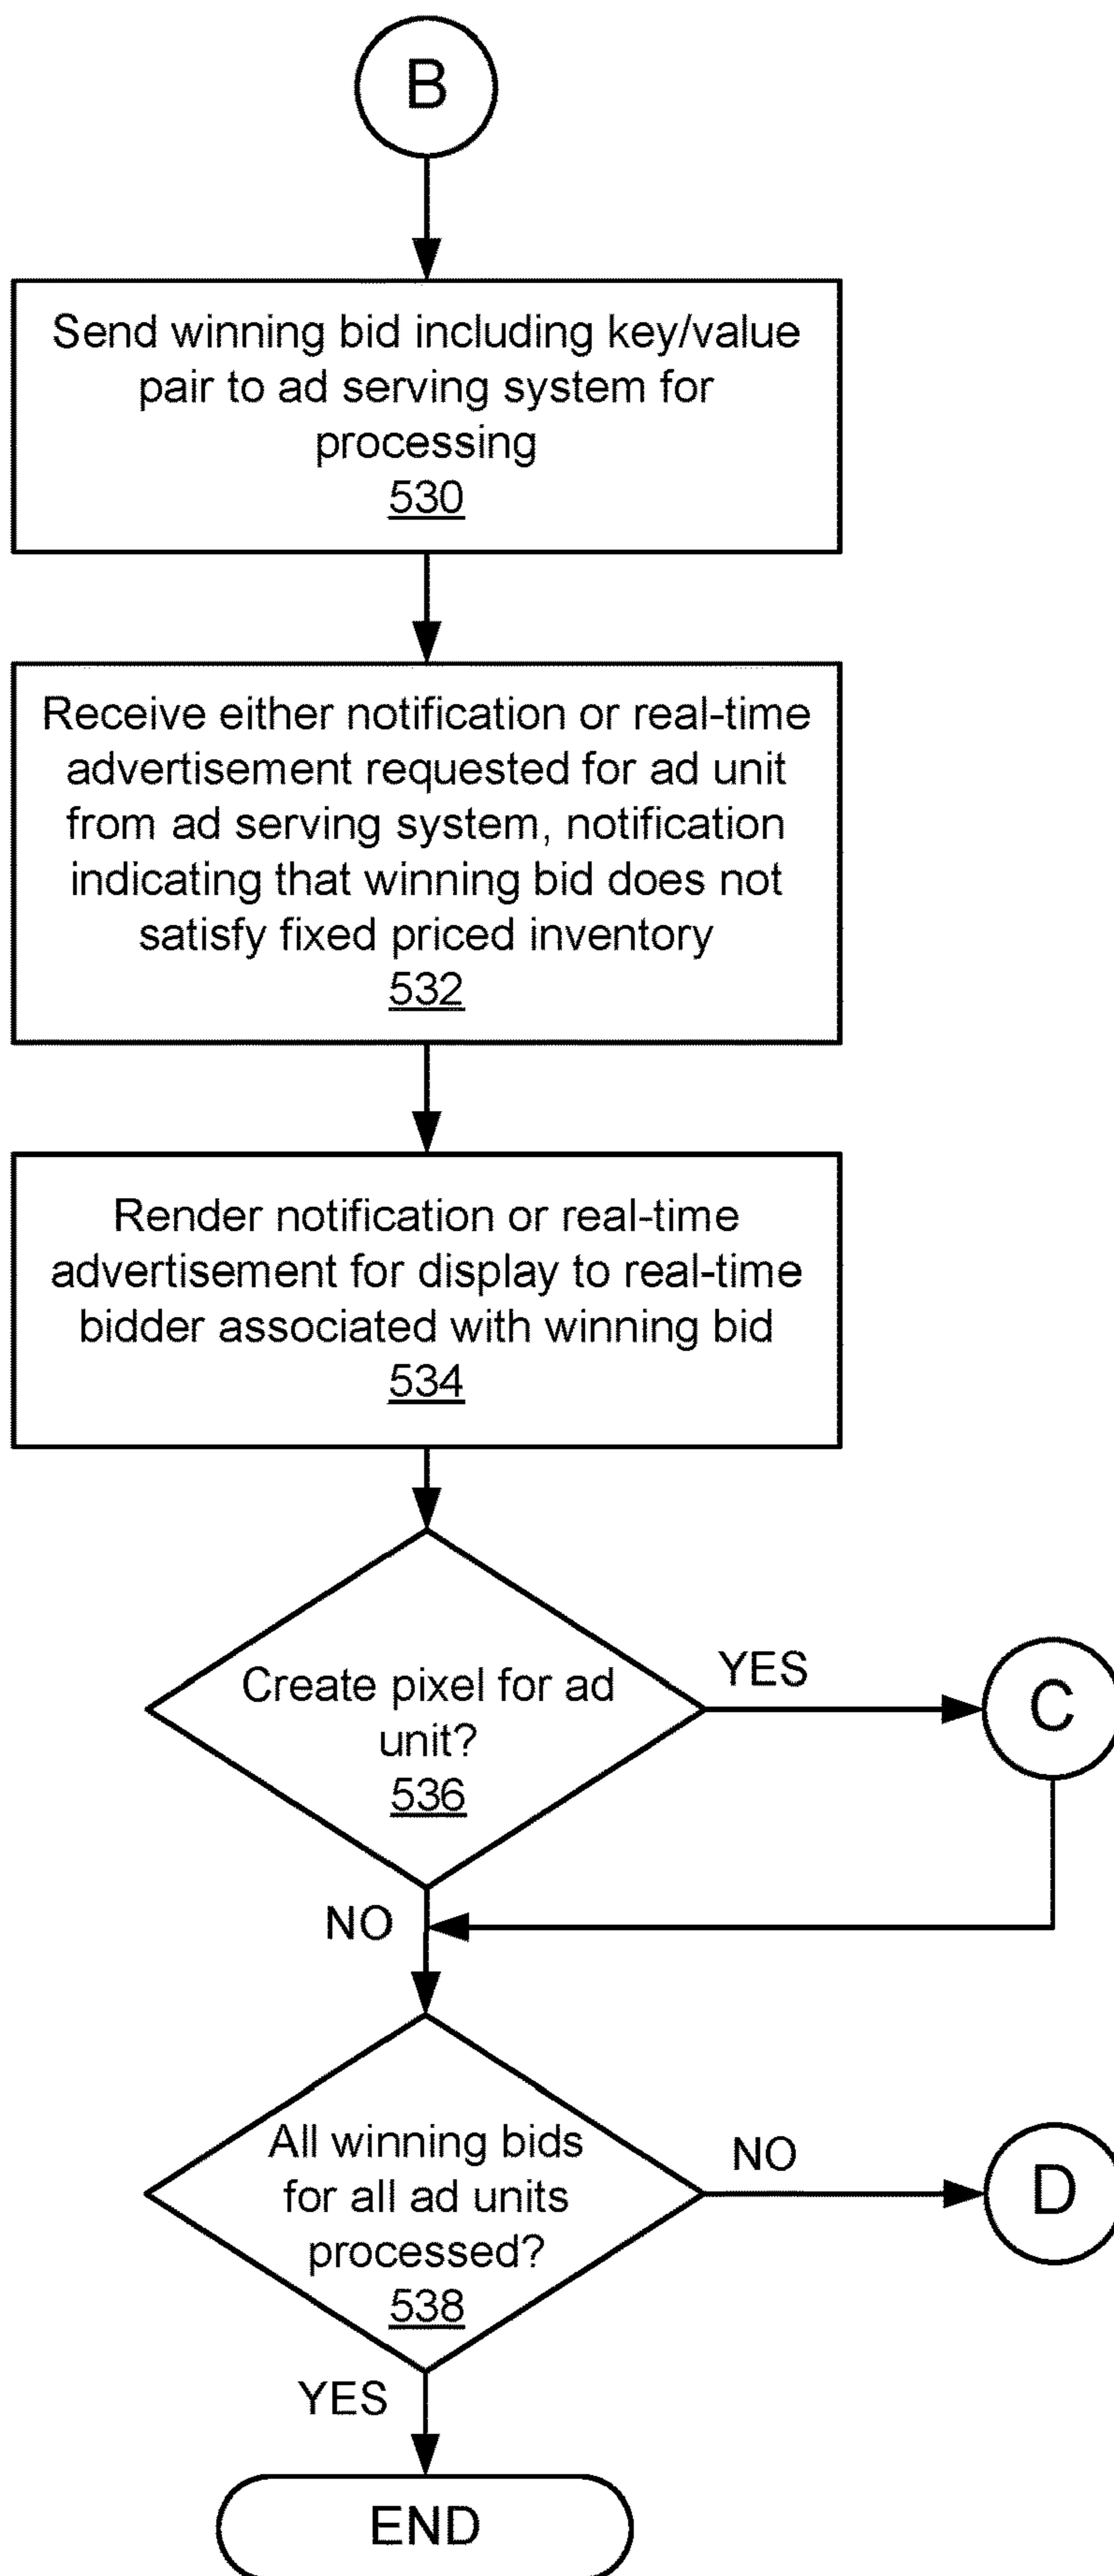 B
Send winning bid including key/value
pair to ad serving system for
processing
530
Receive either notification or real-time
advertisement requested for ad unit
from ad serving system, notification
indicating that winning bid does not
satisfy fixed priced inventory
532
Render notification or real-time
advertisement for display to real-time
bidder associated with winning bid
534
Create pixel for ad
unit?
536
YES
C
NO
All winning bids
for all ad units
processed?
538
NO
D
YES
END